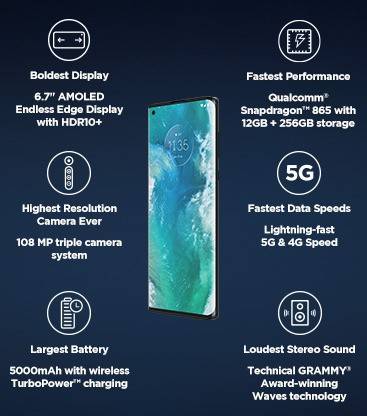 Boldest Display
6.7" AMOLED
Endless Edge Display
with HDR10+
Fastest Performance
Qualcomm®
Snapdragon™ 865 with
12GB + 256GB storage
11:35
Highest Resolution
Camera Ever
108 MP triple camera
system
5G
Fastest Data Speeds
Lightning-fast
5G & 4G Speed
Largest Battery
5000mAh with wireless
TurboPower™ charging
Loudest Stereo Sound
Technical GRAMMY®
Award-winning
Waves technology